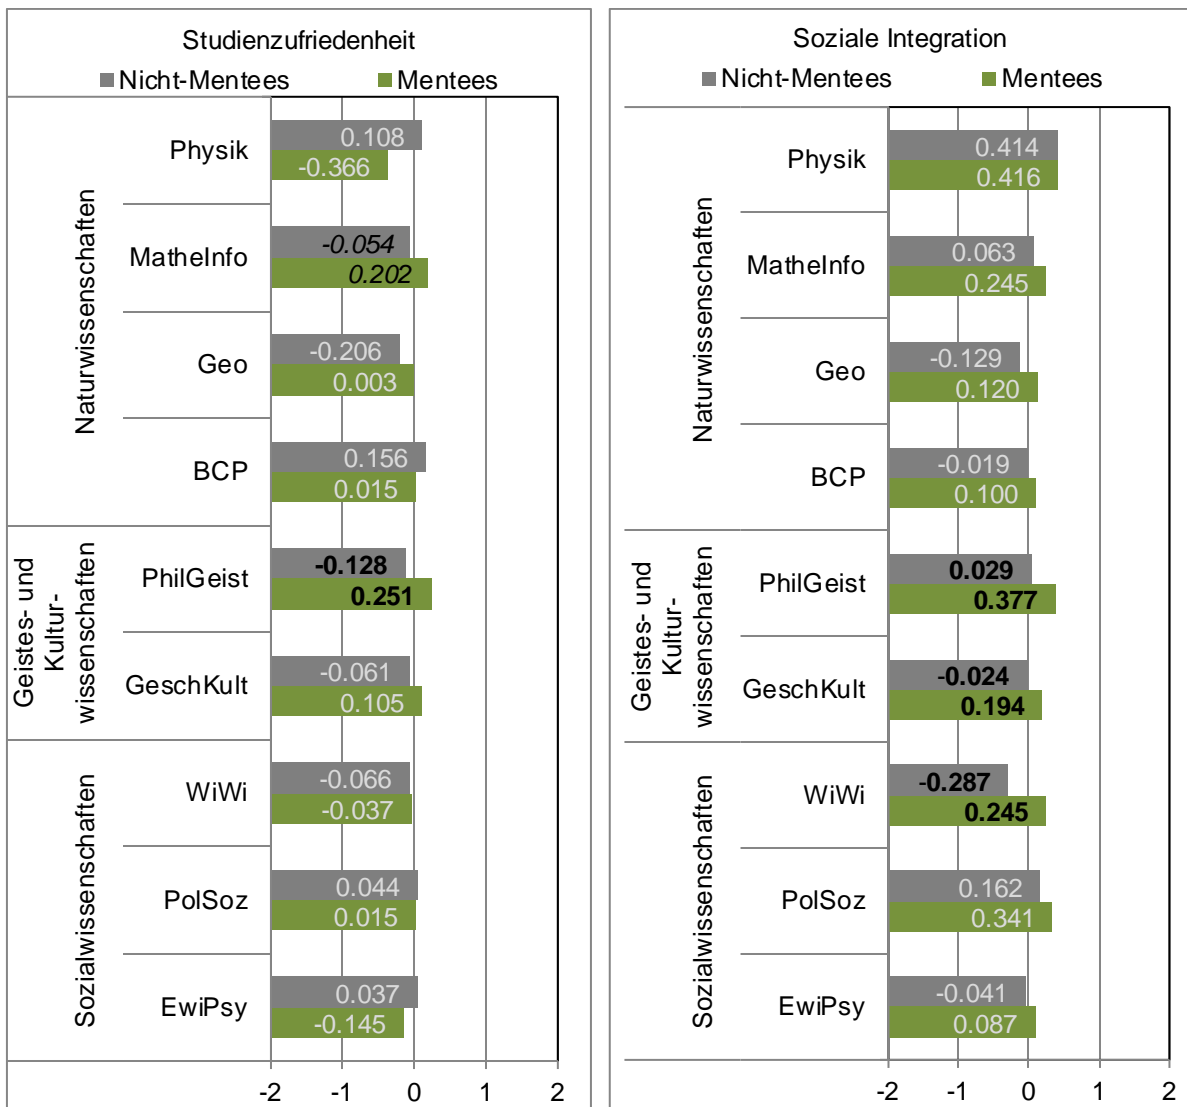 Studienzufriedenheit
Nicht-Mentees Mentees
Naturwissenschaften
Physik
0.108
-0.366
MatheInfo
-0.054
0.202
Geo
-0.206
0.003
BCP
0.156
0.015
Geistes- und
Kultur-
wissenschaften
PhilGeist
-0.128
0.251
GeschKult
-0.061
0.105
Sozialwissenschaften
WiWi
-0.066
-0.037
PolSoz
0.044
0.015
EwiPsy
0.037
-0.145
-2 -1 0 1 2
Soziale Integration
Nicht-Mentees Mentees
Naturwissenschaften
Physik
0.414
0.416
MatheInfo
0.063
0.245
Geo
-0.129
0.120
BCP
-0.019
0.100
Geistes- und
Kultur-
wissenschaften
PhilGeist
0.029
0.377
GeschKult
-0.024
0.194
Sozialwissenschaften
WiWi
-0.287
0.245
PolSoz
0.162
0.341
EwiPsy
-0.041
0.087
-2 -1 0 1 2